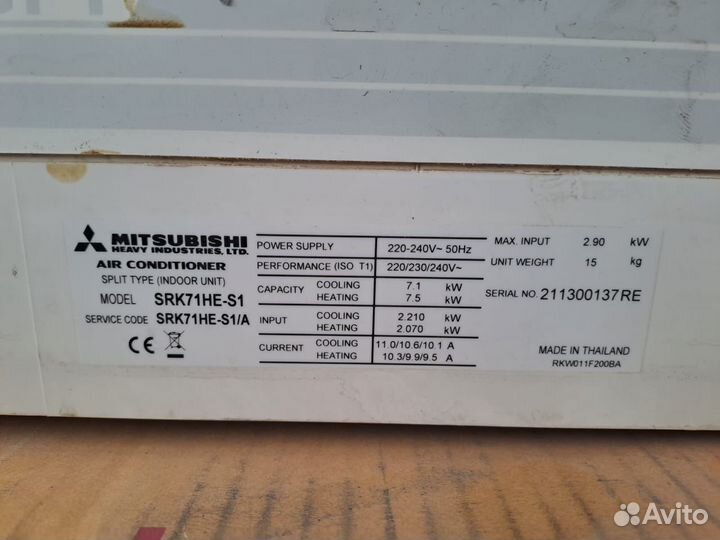 MITSUBISHI
HEAVY INDUSTRIES, LTD.
AIR CONDITIONER
SPLIT TYPE (INDOOR UNIT)
MODEL SRK71HE-S1
SERVICE CODE SRK71HE-S1/A
CE
POWER SUPPLY 220-240V~ 50Hz
PERFORMANCE (ISO T1) 220/230/240V~
CAPACITY COOLING 7.1 kW
HEATING 7.5 kW
INPUT COOLING 2.210 kW
HEATING 2.070 kW
CURRENT COOLING 11.0/10.6/10.1 A
HEATING 10.3/9.9/9.5 A
MAX. INPUT 2.90 kW
UNIT WEIGHT 15 kg
SERIAL NO. 211300137RE
MADE IN THAILAND
RKW011F200BA
Avito